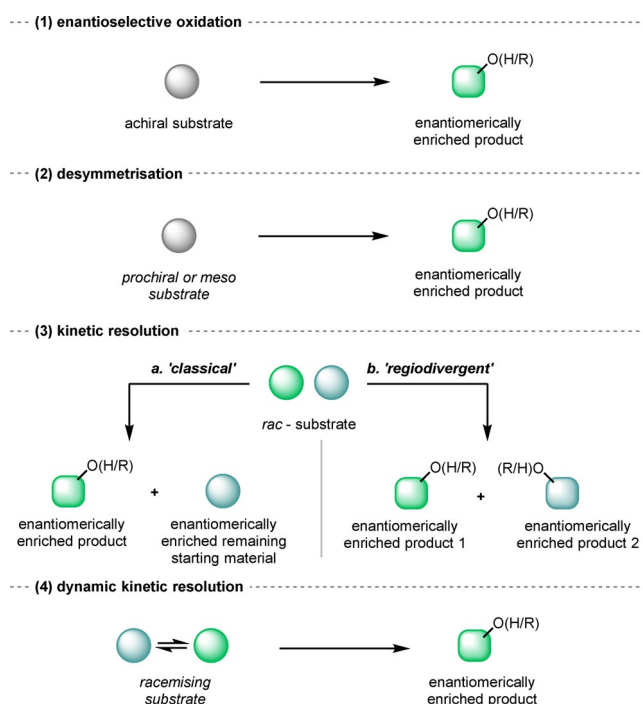 (1) enantioselective oxidation
O(H/R)
achiral substrate
enantiomerically
enriched product
(2) desymmetrisation
O(H/R)
prochiral or meso
substrate
enantiomerically
enriched product
(3) kinetic resolution
a. 'classical'
b. 'regiodivergent'
rac - substrate
O(H/R)
+
enantiomerically
enriched product
enantiomerically
enriched remaining
starting material
O(H/R)
+
(R/H)O
enantiomerically
enriched product 1
enantiomerically
enriched product 2
(4) dynamic kinetic resolution
O(H/R)
racemising
substrate
enantiomerically
enriched product